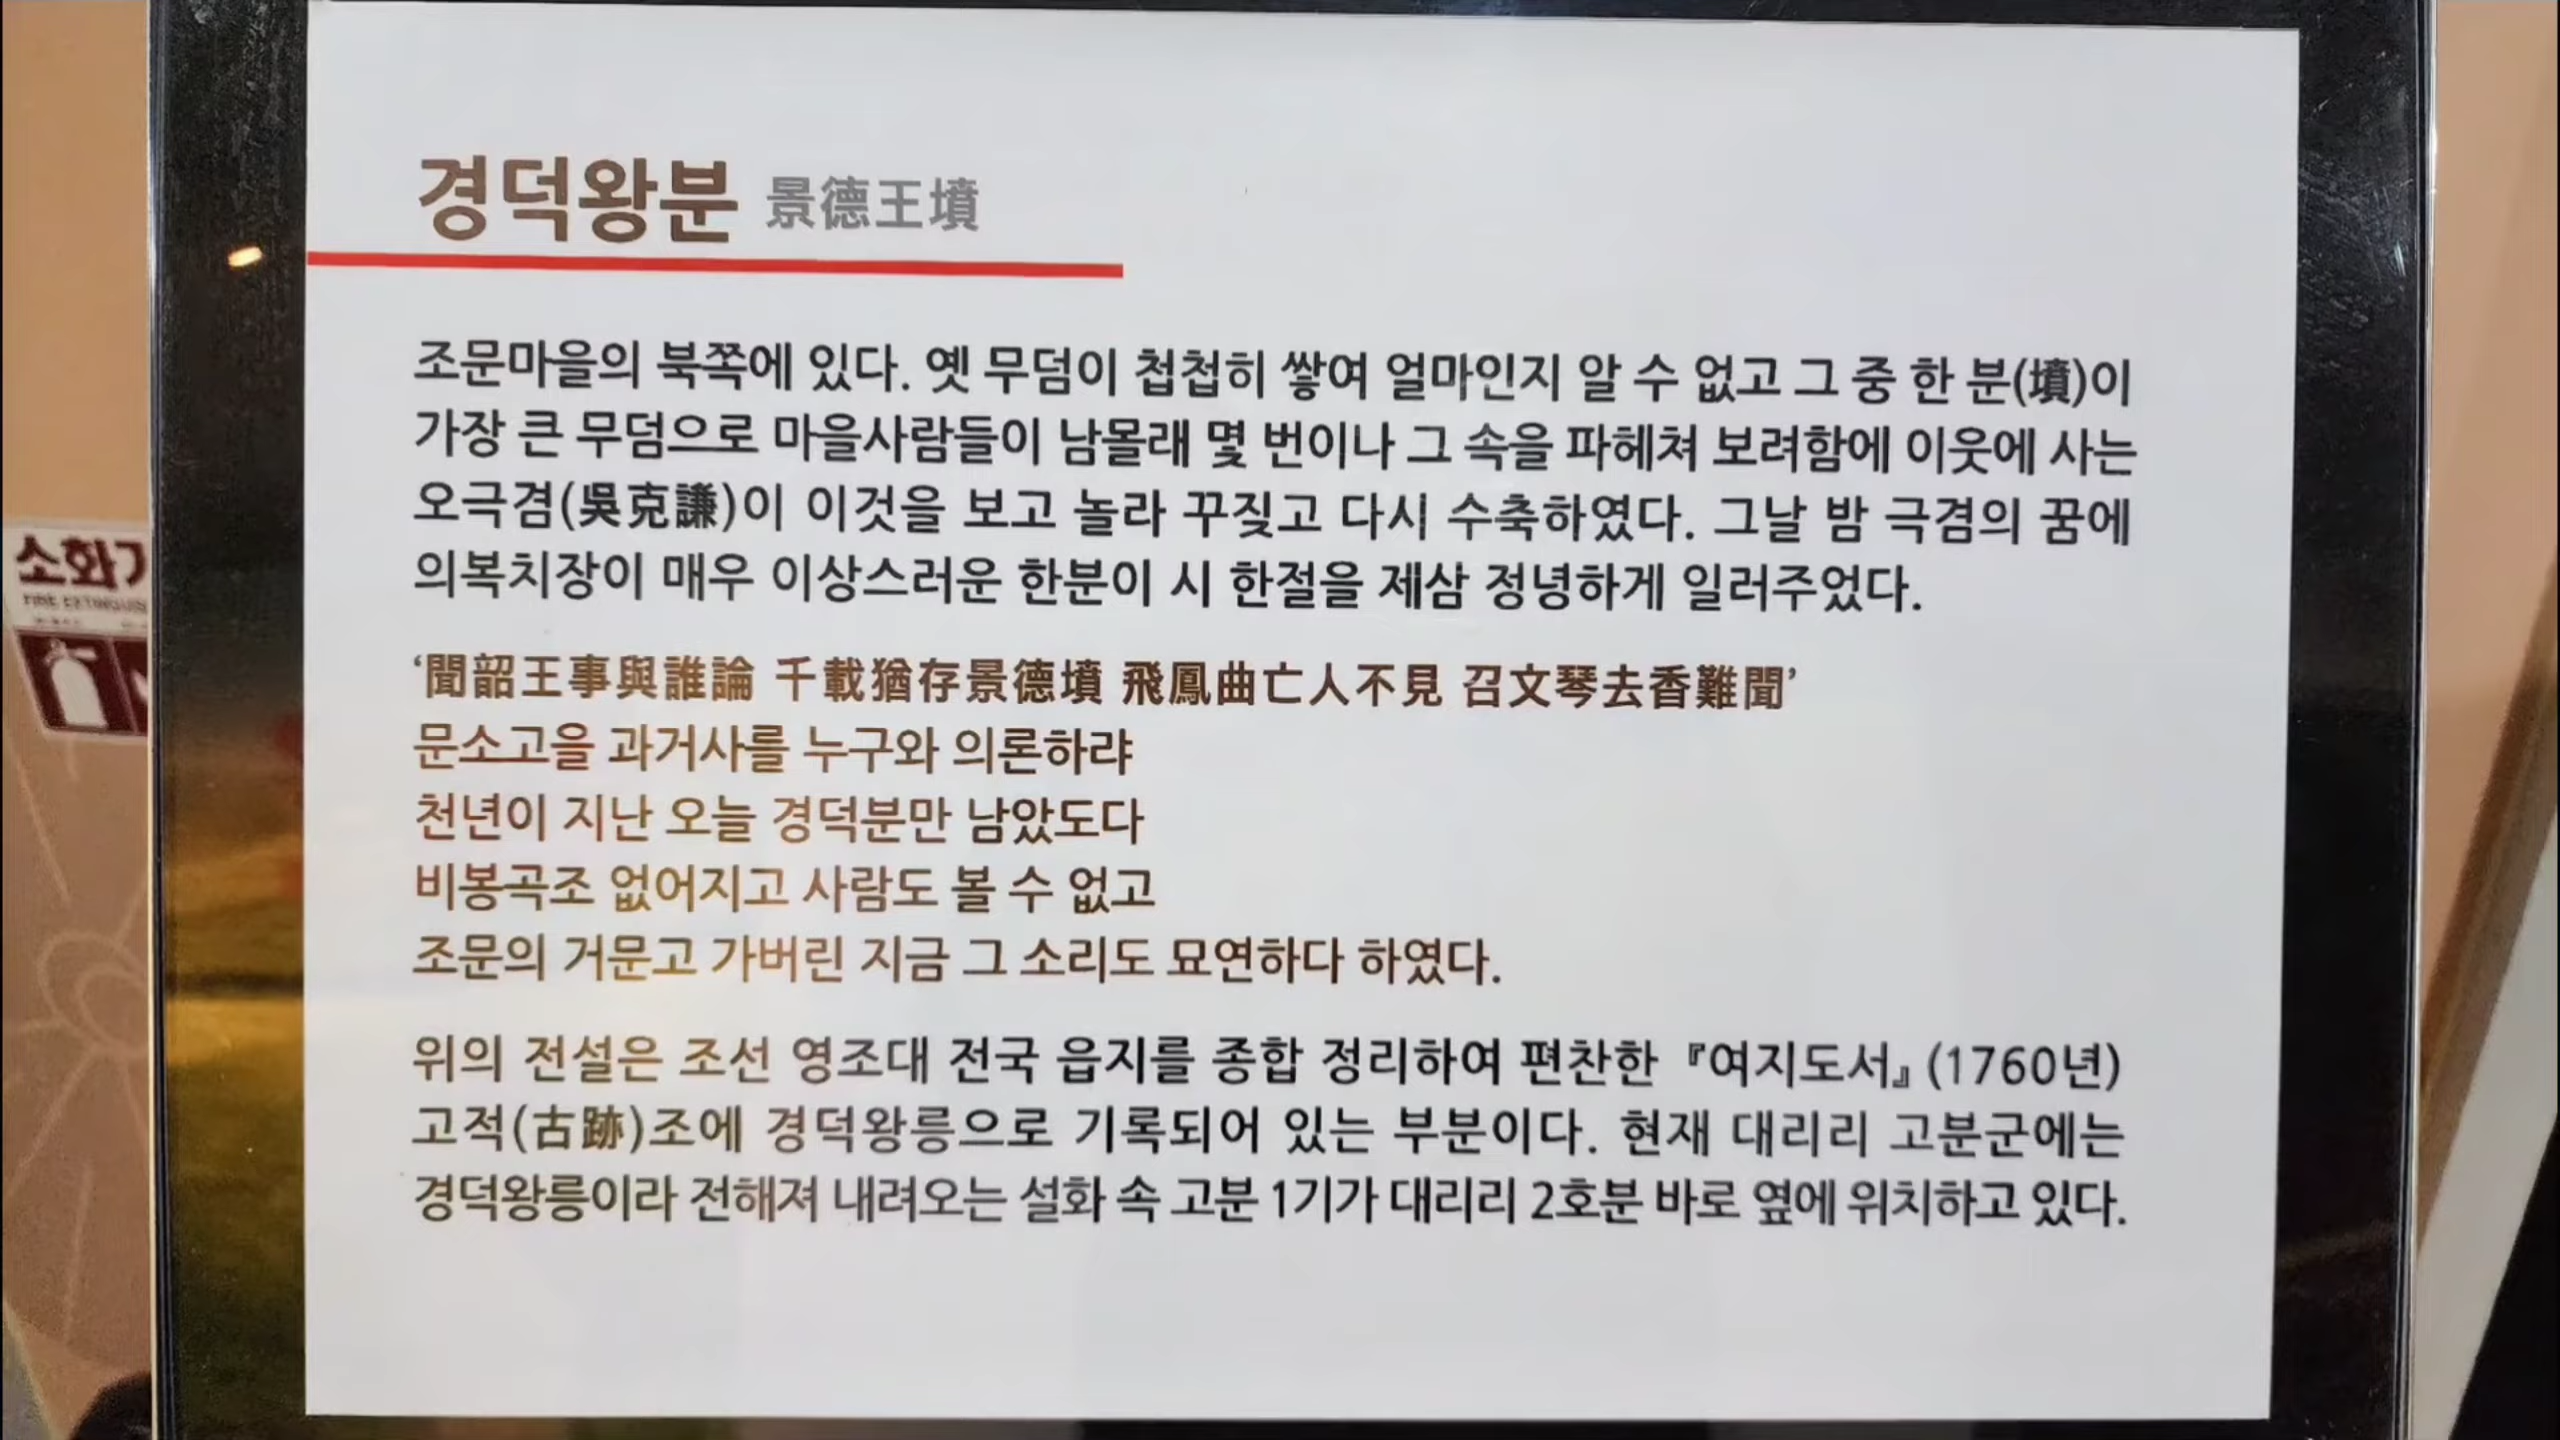 경덕왕분 景德王墳
조문마을의 북쪽에 있다. 옛 무덤이 첩첩히 쌓여 얼마인지 알 수 없고 그 중 한 분(墳)이
가장 큰 무덤으로 마을사람들이 남몰래 몇 번이나 그 속을 파헤쳐 보려함에 이웃에 사는
오극겸(吳克謙)이 이것을 보고 놀라 꾸짖고 다시 수축하였다. 그날 밤 극겸의 꿈에
의복치장이 매우 이상스러운 한분이 시 한절을 제삼 정녕하게 일러주었다.
‘聞韶王事與誰論 千載猶存景德墳 飛鳳曲亡人不見 召文琴去香難聞’
문소고을 과거사를 누구와 의론하랴
천년이 지난 오늘 경덕분만 남았도다
비봉곡조 없어지고 사람도 볼 수 없고
조문의 거문고 가버린 지금 그 소리도 묘연하다 하였다.
위의 전설은 조선 영조대 전국 읍지를 종합 정리하여 편찬한 『여지도서』 (1760년)
고적(古跡)조에 경덕왕릉으로 기록되어 있는 부분이다. 현재 대리리 고분군에는
경덕왕릉이라 전해져 내려오는 설화 속 고분 1기가 대리리 2호분 바로 옆에 위치하고 있다.
소화기
FIRE EXTINGUIS